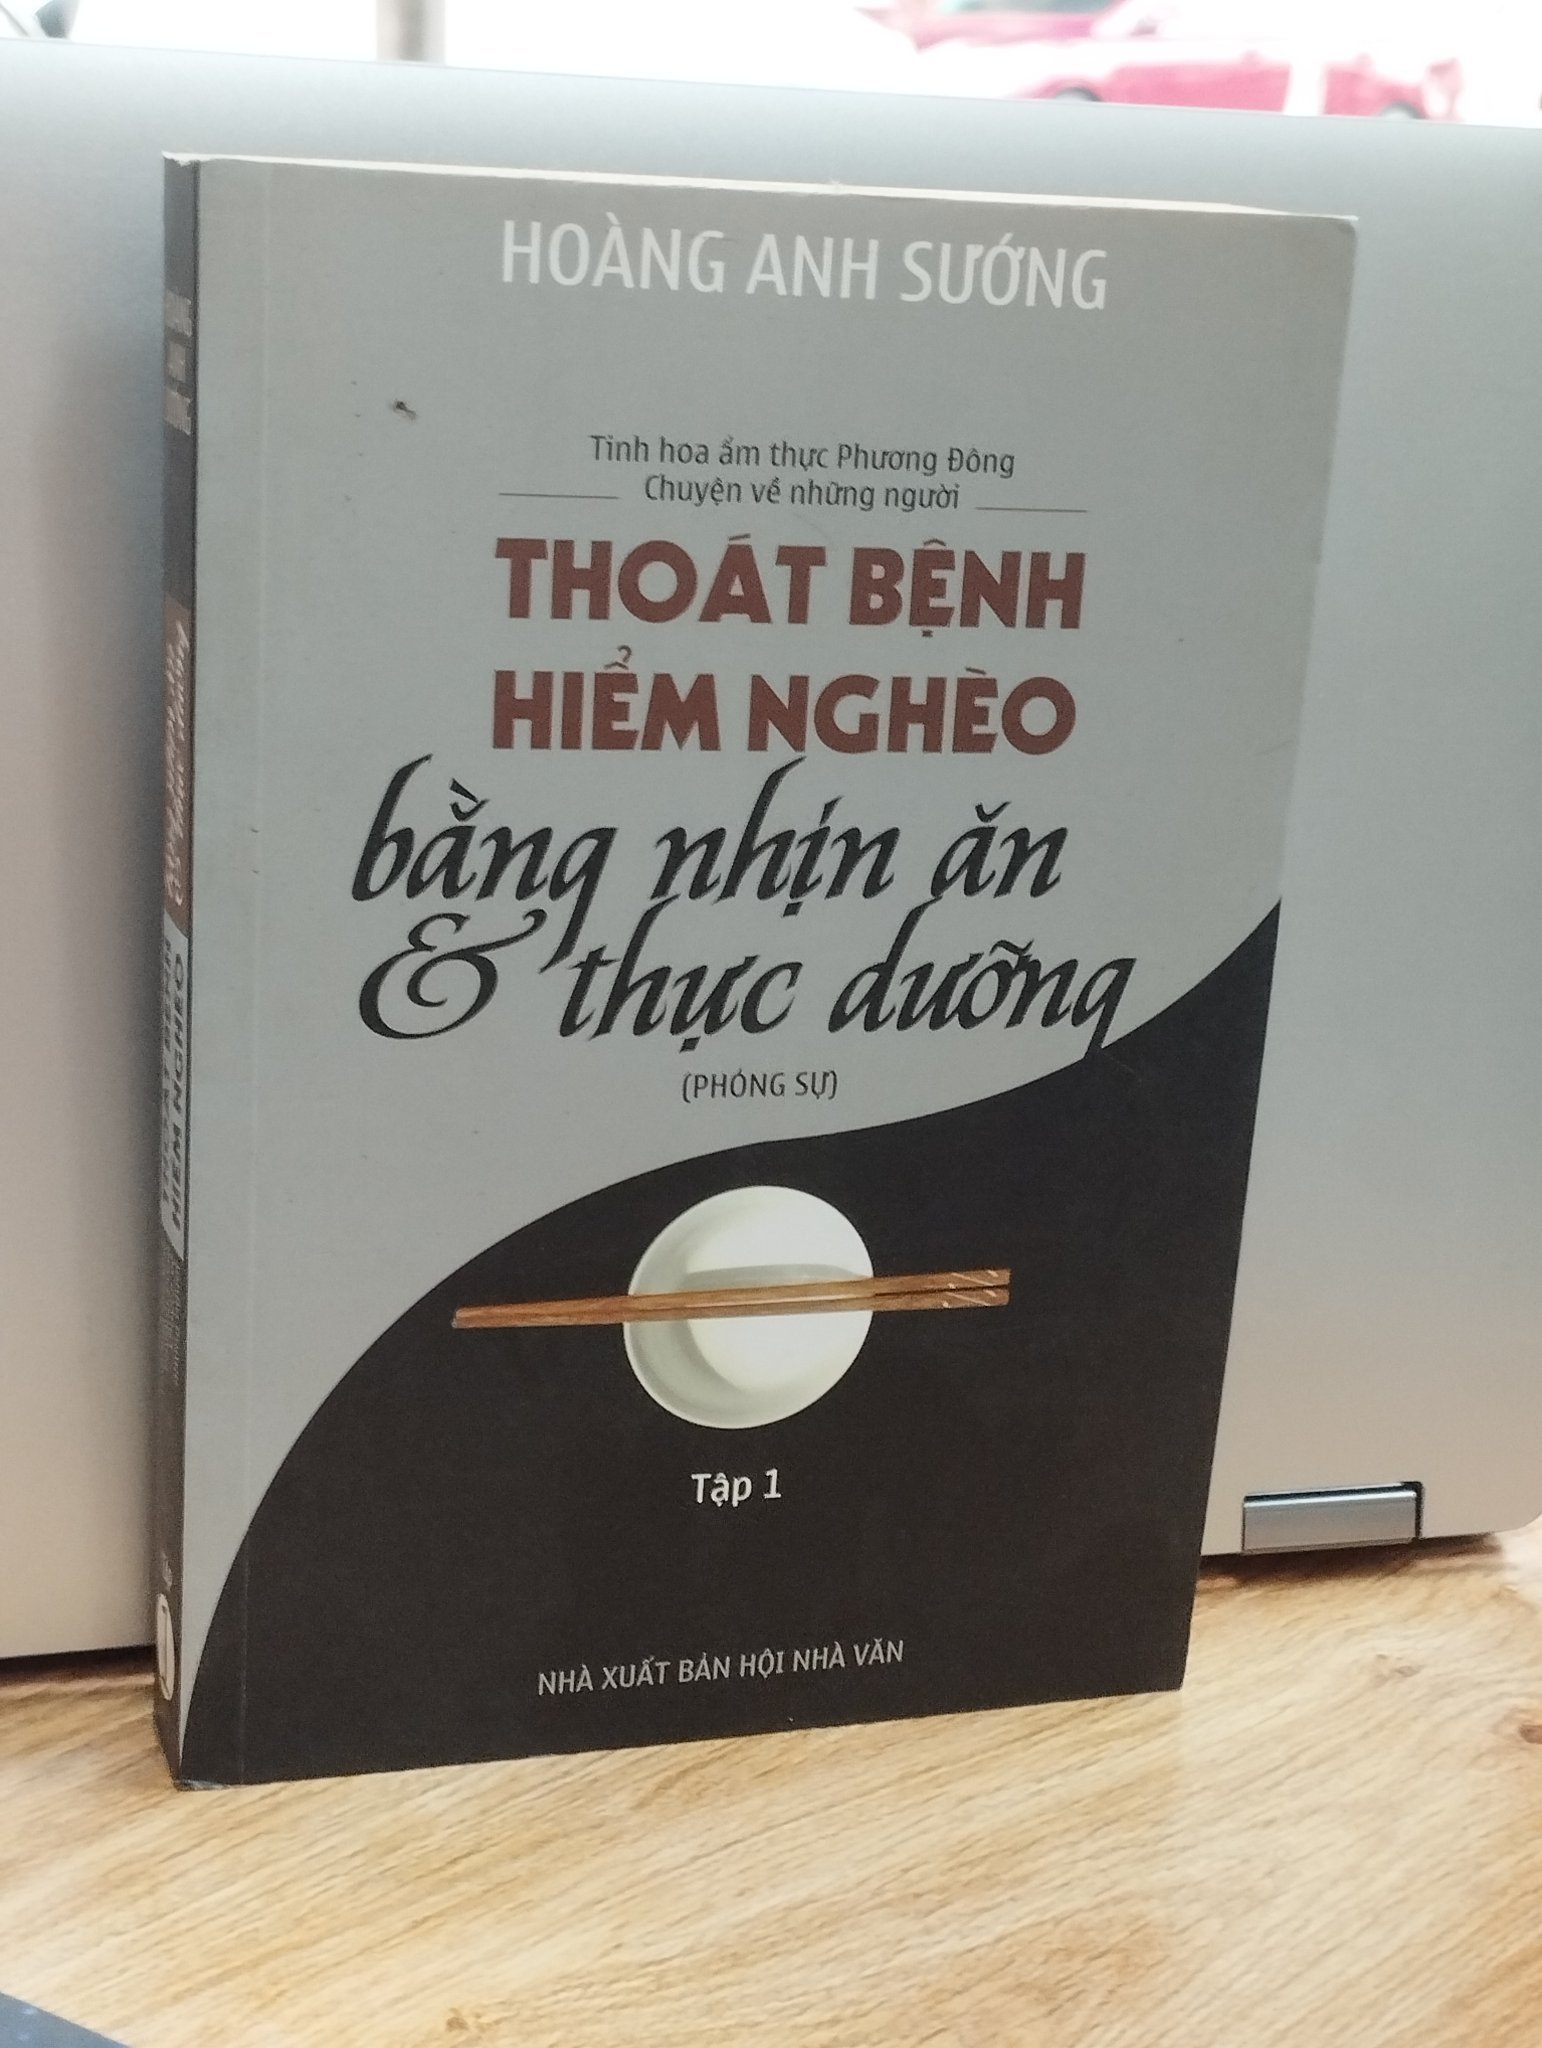 HOÀNG ANH SƯỚNG
Tinh hoa ẩm thực Phương Đông
Chuyện về những người
THOÁT BỆNH
HIỂM NGHÈO
bằng nhịn ăn
& thực dưỡng
(PHÓNG SỰ)
Tập 1
NHÀ XUẤT BẢN HỘI NHÀ VĂN